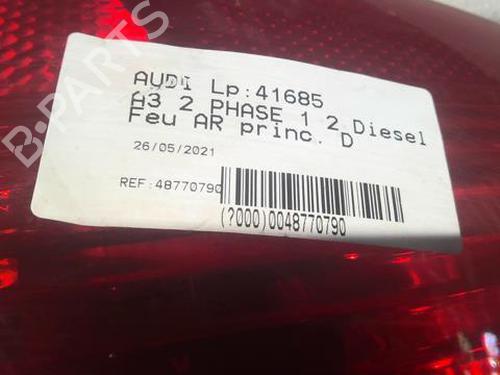 AUDI Lp:41685
A3 2 PHASE 1 2 Diesel
Feu AR princ. D
26/05/2021
REF:48770790
(?000)0048770790
B-PARTS